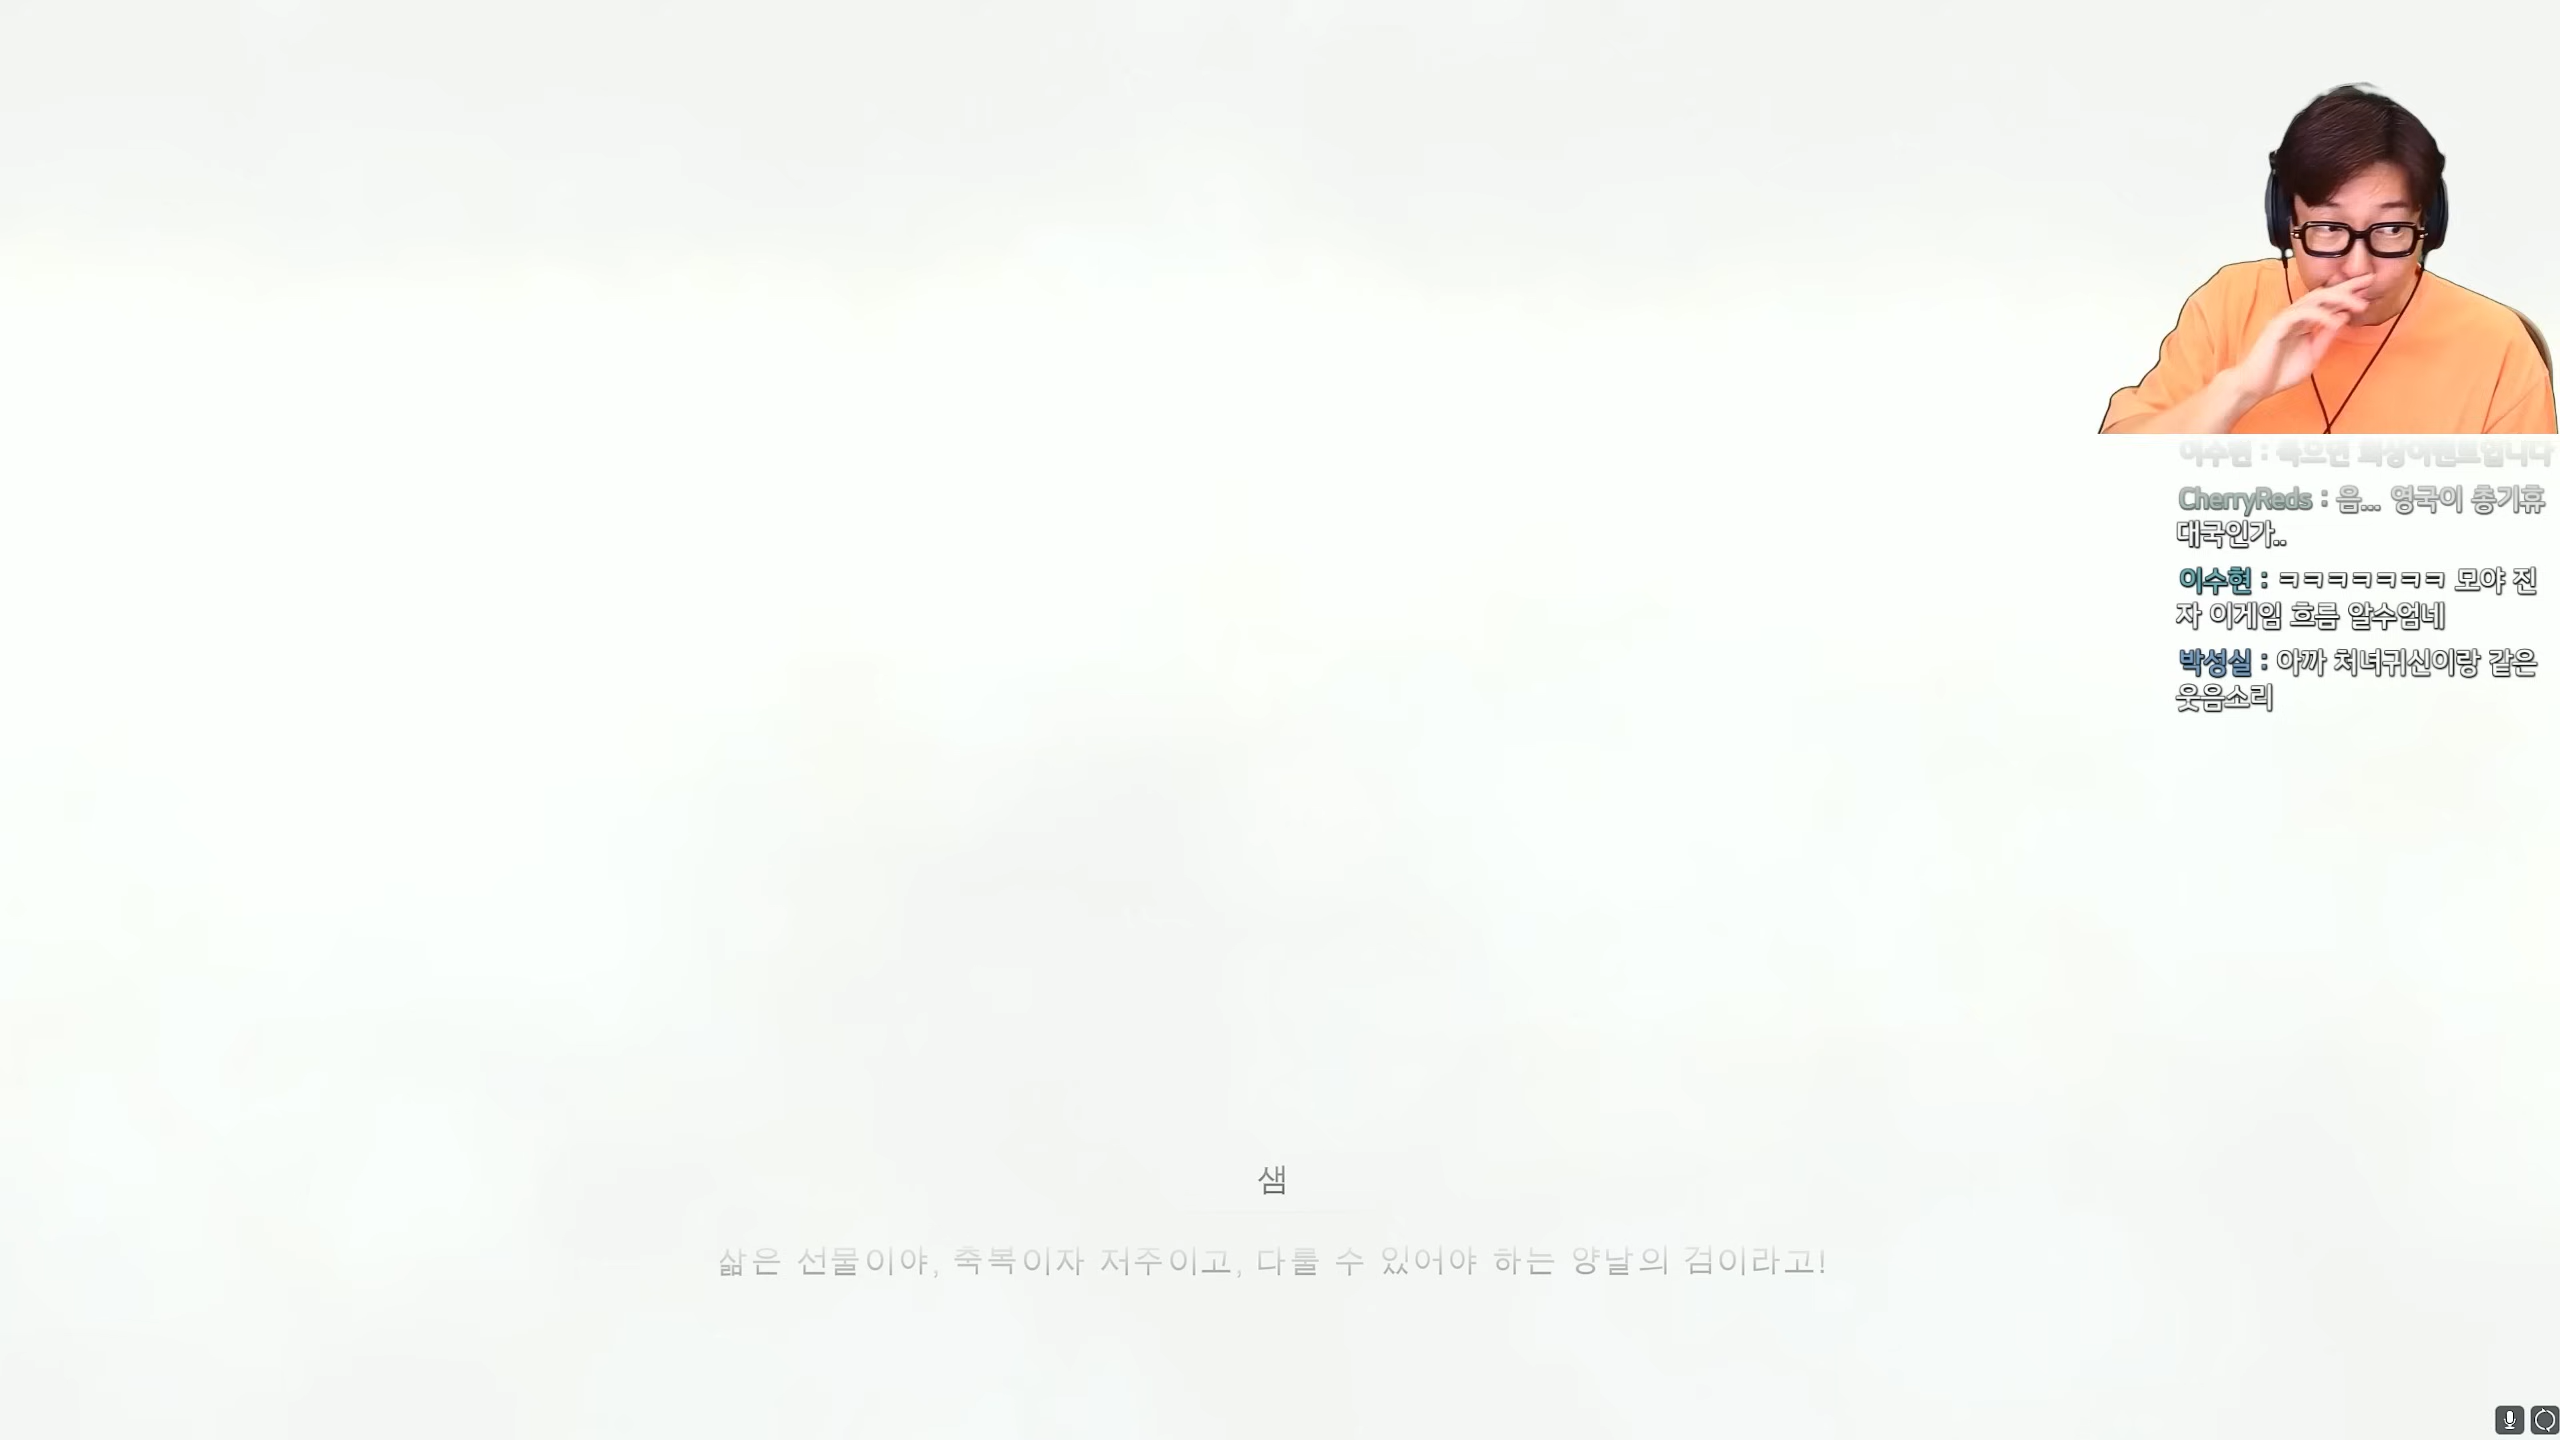 CherryReds : 음... 영국이 총기휴
대국인가..
이수현 : ㅋㅋㅋㅋㅋㅋㅋ 모야 진
자 이게임 흐름 알수엄네
박성실 : 아까 처녀귀신이랑 같은
웃음소리
샘
삶은 선물이야, 축복이자 저주이고, 다룰 수 있어야 하는 양날의 검이라고!